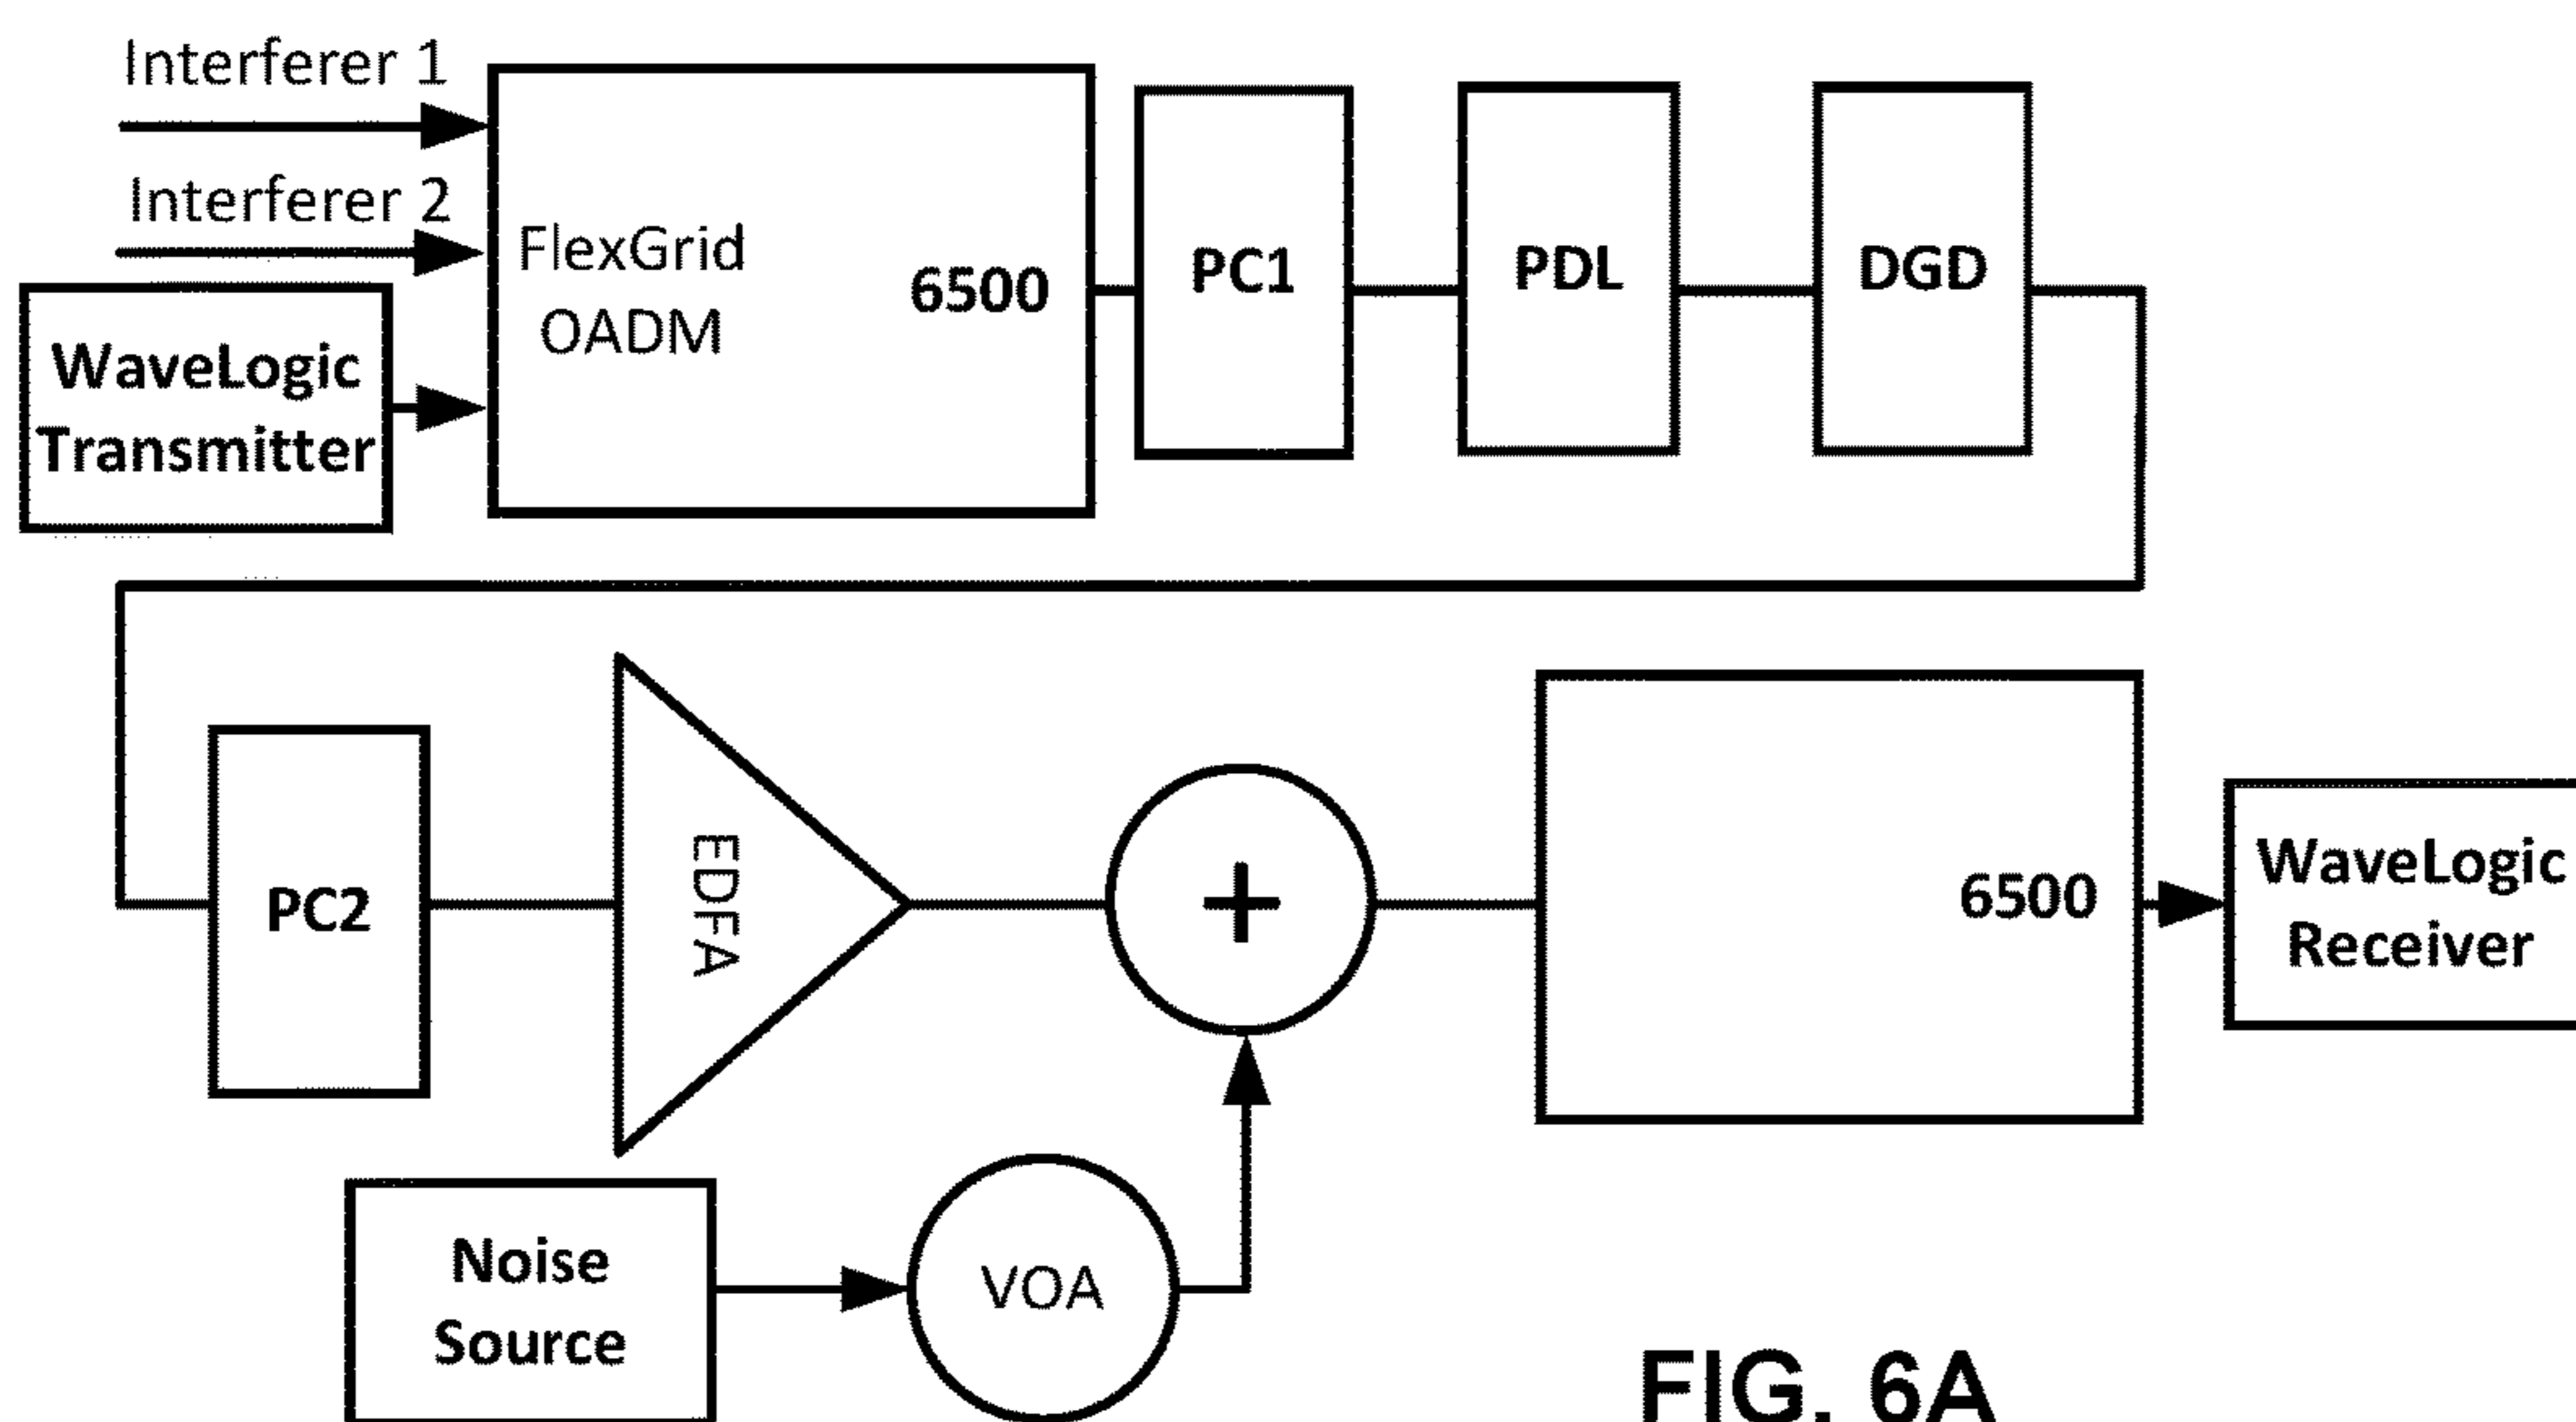 Interferer 1
Interferer 2
WaveLogic
Transmitter
FlexGrid
OADM
6500
PC1
PDL
DGD
PC2
EDFA
+
6500
WaveLogic
Receiver
Noise
Source
VOA
FIG. 6A